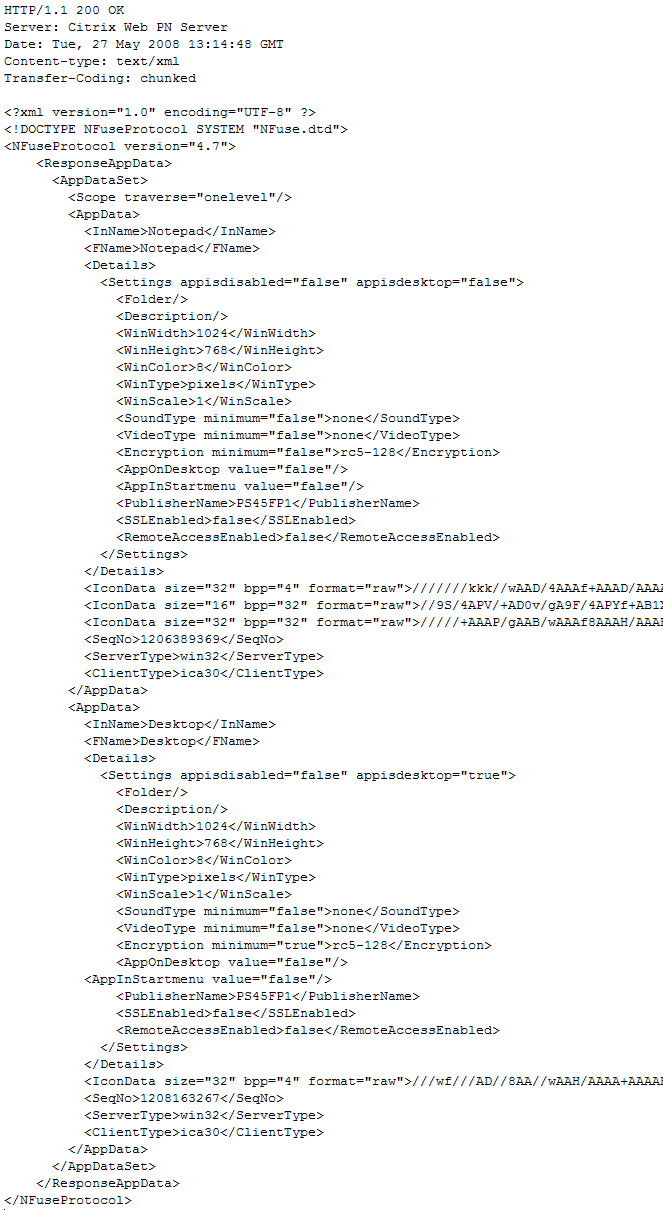 HTTP/1.1 200 OK
Server: Citrix Web PN Server
Date: Tue, 27 May 2008 13:14:48 GMT
Content-type: text/xml
Transfer-Coding: chunked

<?xml version="1.0" encoding="UTF-8" ?>
<!DOCTYPE NFuseProtocol SYSTEM "NFuse.dtd">
<NFuseProtocol version="4.7">
    <ResponseAppData>
      <AppDataSet>
        <Scope traverse="onelevel"/>
        <AppData>
          <InName>Notepad</InName>
          <FName>Notepad</FName>
          <Details>
            <Settings appisdisabled="false" appisdesktop="false">
              <Folder/>
              <Description/>
              <WinWidth>1024</WinWidth>
              <WinHeight>768</WinHeight>
              <WinColor>8</WinColor>
              <WinType>pixels</WinType>
              <WinScale>1</WinScale>
              <SoundType minimum="false">none</SoundType>
              <VideoType minimum="false">none</VideoType>
              <Encryption minimum="false">rc5-128</Encryption>
              <AppOnDesktop value="false"/>
              <AppInStartmenu value="false"/>
              <PublisherName>PS45FP1</PublisherName>
              <SSLEnabled>false</SSLEnabled>
              <RemoteAccessEnabled>false</RemoteAccessEnabled>
            </Settings>
          </Details>
          <IconData size="32" bpp="4" format="raw">///////kkk//wAAD/4AAAf+AAAD/AAAA
          <IconData size="16" bpp="32" format="raw">//9S/4APV/+AD0v/gA9F/4APYf+AB1X
          <IconData size="32" bpp="32" format="raw">/////+AAAP/gAAB/wAAAf8AAAH/AAAB
          <SeqNo>1206389369</SeqNo>
          <ServerType>win32</ServerType>
          <ClientType>ica30</ClientType>
        </AppData>
        <AppData>
          <InName>Desktop</InName>
          <FName>Desktop</FName>
          <Details>
            <Settings appisdisabled="false" appisdesktop="true">
              <Folder/>
              <Description/>
              <WinWidth>1024</WinWidth>
              <WinHeight>768</WinHeight>
              <WinColor>8</WinColor>
              <WinType>pixels</WinType>
              <WinScale>1</WinScale>
              <SoundType minimum="false">none</SoundType>
              <VideoType minimum="false">none</VideoType>
              <Encryption minimum="true">rc5-128</Encryption>
              <AppOnDesktop value="false"/>
          <AppInStartmenu value="false"/>
              <PublisherName>PS45FP1</PublisherName>
              <SSLEnabled>false</SSLEnabled>
              <RemoteAccessEnabled>false</RemoteAccessEnabled>
            </Settings>
          </Details>
          <IconData size="32" bpp="4" format="raw">///wf///AD//8AA//wAAH/AAAA+AAAAB
          <SeqNo>1208163267</SeqNo>
          <ServerType>win32</ServerType>
          <ClientType>ica30</ClientType>
        </AppData>
      </AppDataSet>
    </ResponseAppData>
</NFuseProtocol>